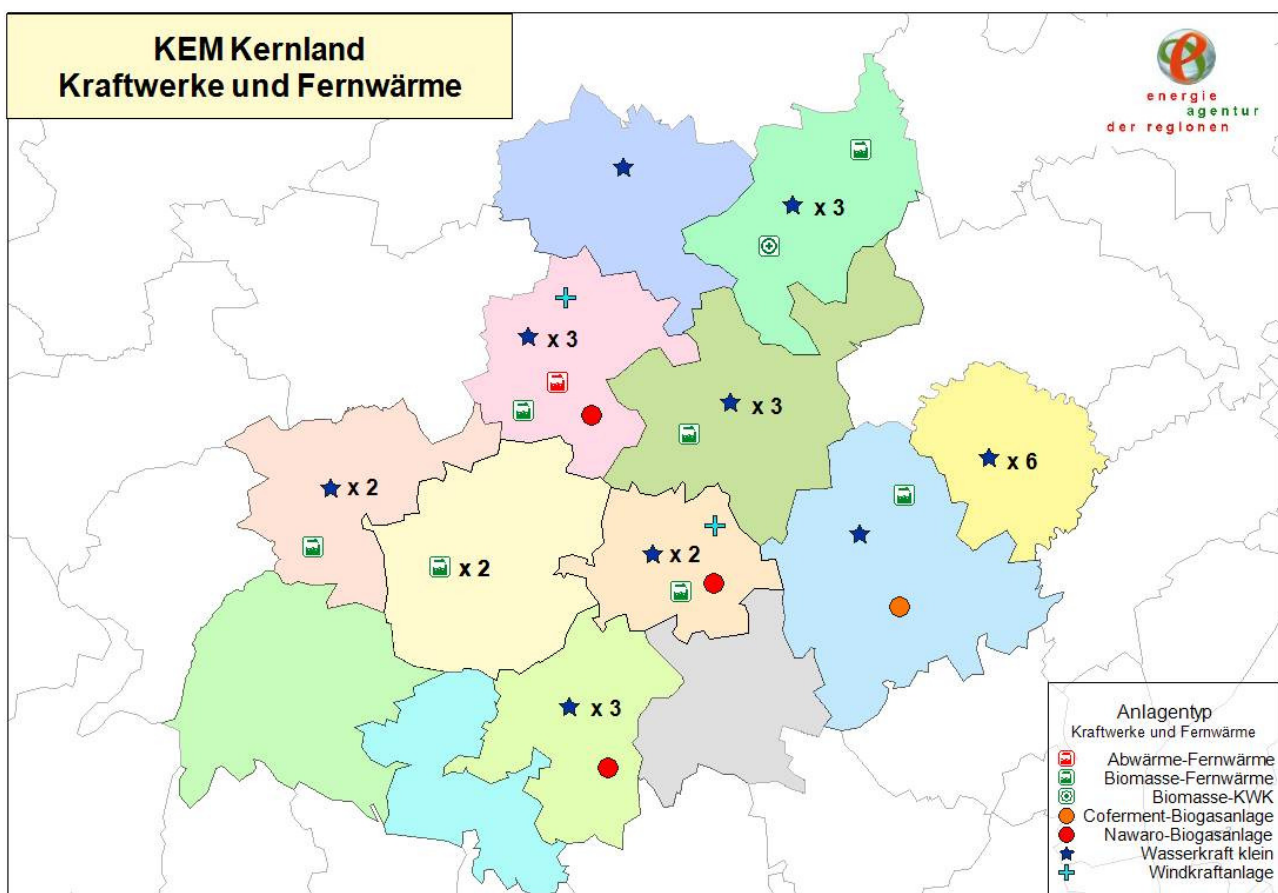 KEM Kernland
Kraftwerke und Fernwärme
energie
agentur
der regionen
x 3
x 3
x 3
x 6
x 2
x 2
x 2
x 3
Anlagentyp
Kraftwerke und Fernwärme
Abwärme-Fernwärme
Biomasse-Fernwärme
Biomasse-KWK
Coferment-Biogasanlage
Nawaro-Biogasanlage
Wasserkraft klein
Windkraftanlage